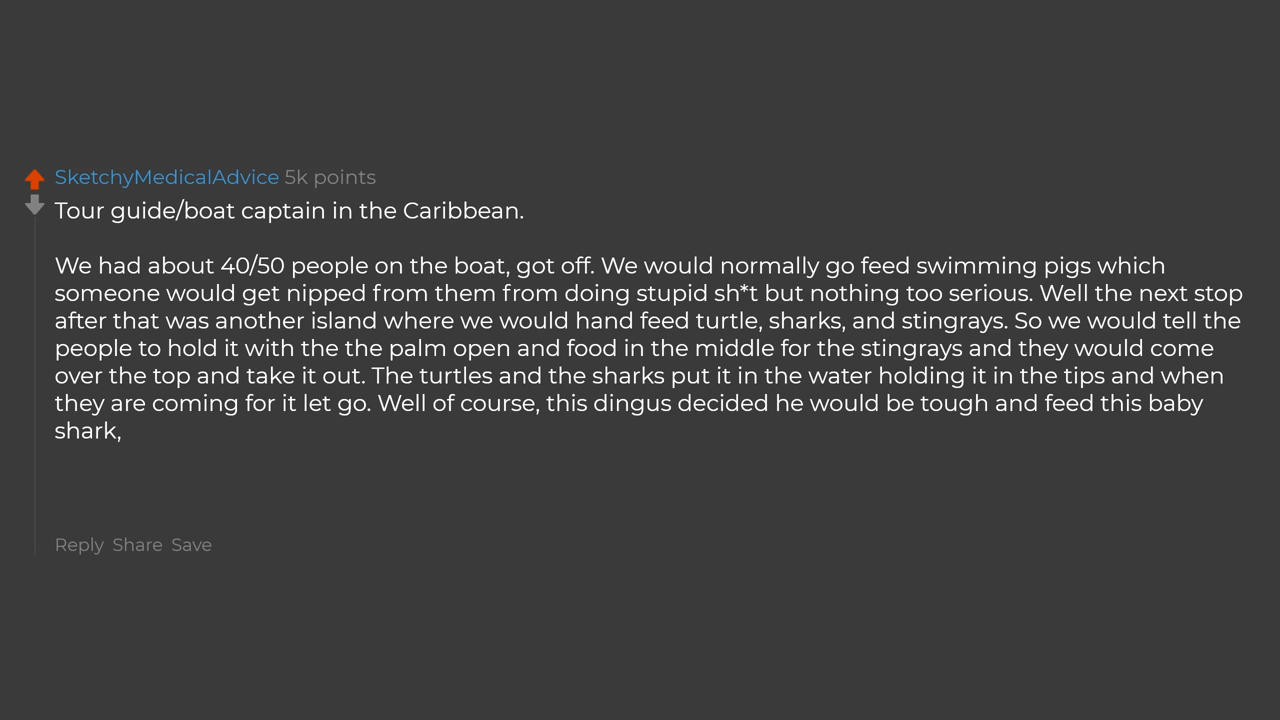 SketchyMedicalAdvice 5k points
Tour guide/boat captain in the Caribbean.
We had about 40/50 people on the boat, got off. We would normally go feed swimming pigs which
someone would get nipped from them from doing stupid sh*t but nothing too serious. Well the next stop
after that was another island where we would hand feed turtle, sharks, and stingrays. So we would tell the
people to hold it with the the palm open and food in the middle for the stingrays and they would come
over the top and take it out. The turtles and the sharks put it in the water holding it in the tips and when
they are coming for it let go. Well of course, this dingus decided he would be tough and feed this baby
shark,
Reply Share Save